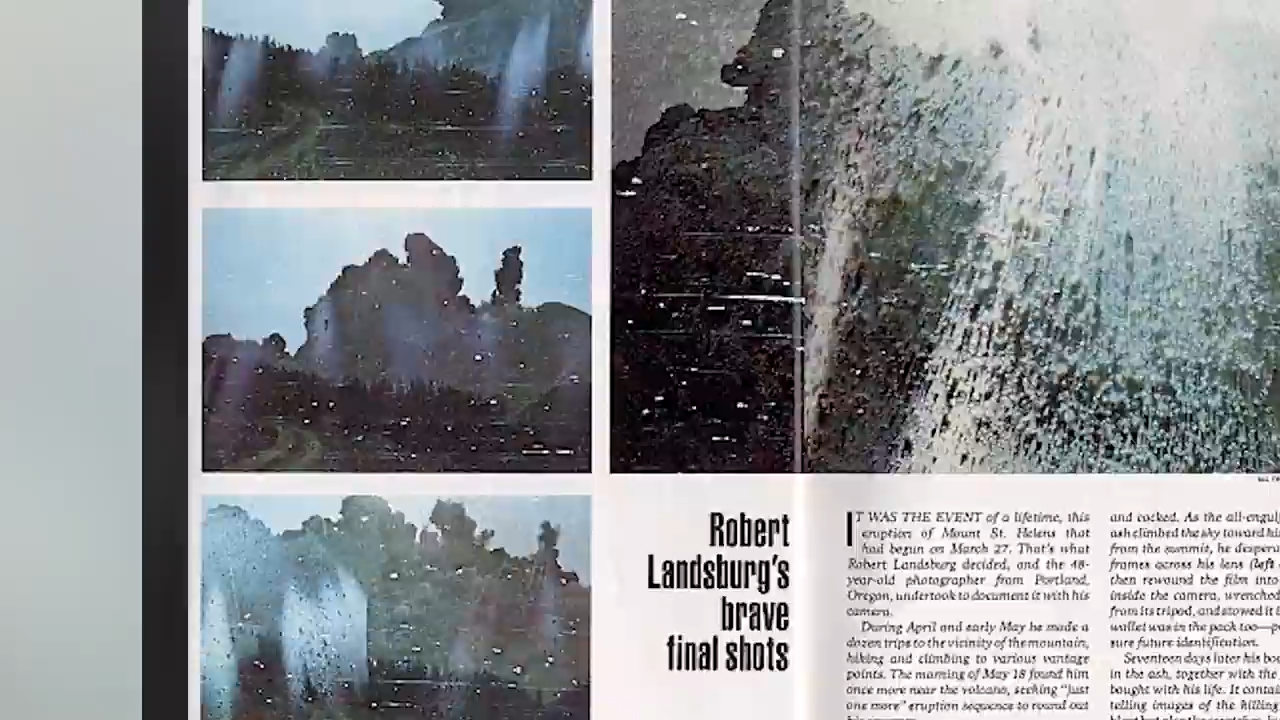 Robert
Landsburg's
brave
final shots
IT WAS THE EVENT of a lifetime, this
eruption of Mount St. Helens that
had begun on March 27. That's what
Robert Landsburg decided, and the 48-
year-old photographer from Portland,
Oregon, undertook to document it with his
camera.
During April and early May he made a
dozen trips to the vicinity of the mountain,
hiking and climbing to various vantage
points. The morning of May 18 found him
once more near the volcano, seeking "just
one more" eruption sequence to round out
and cocked. As the
ash climbed the sky toward
from the summit, he
frames across his lens (left
then rewound the film into
inside the camera, wrenched
from its tripod, and stowed it
wallet was in the pack too—
sure future identification.
Seventeen days later his
in the ash, together with the
bought with his life. It
telling images of the killing